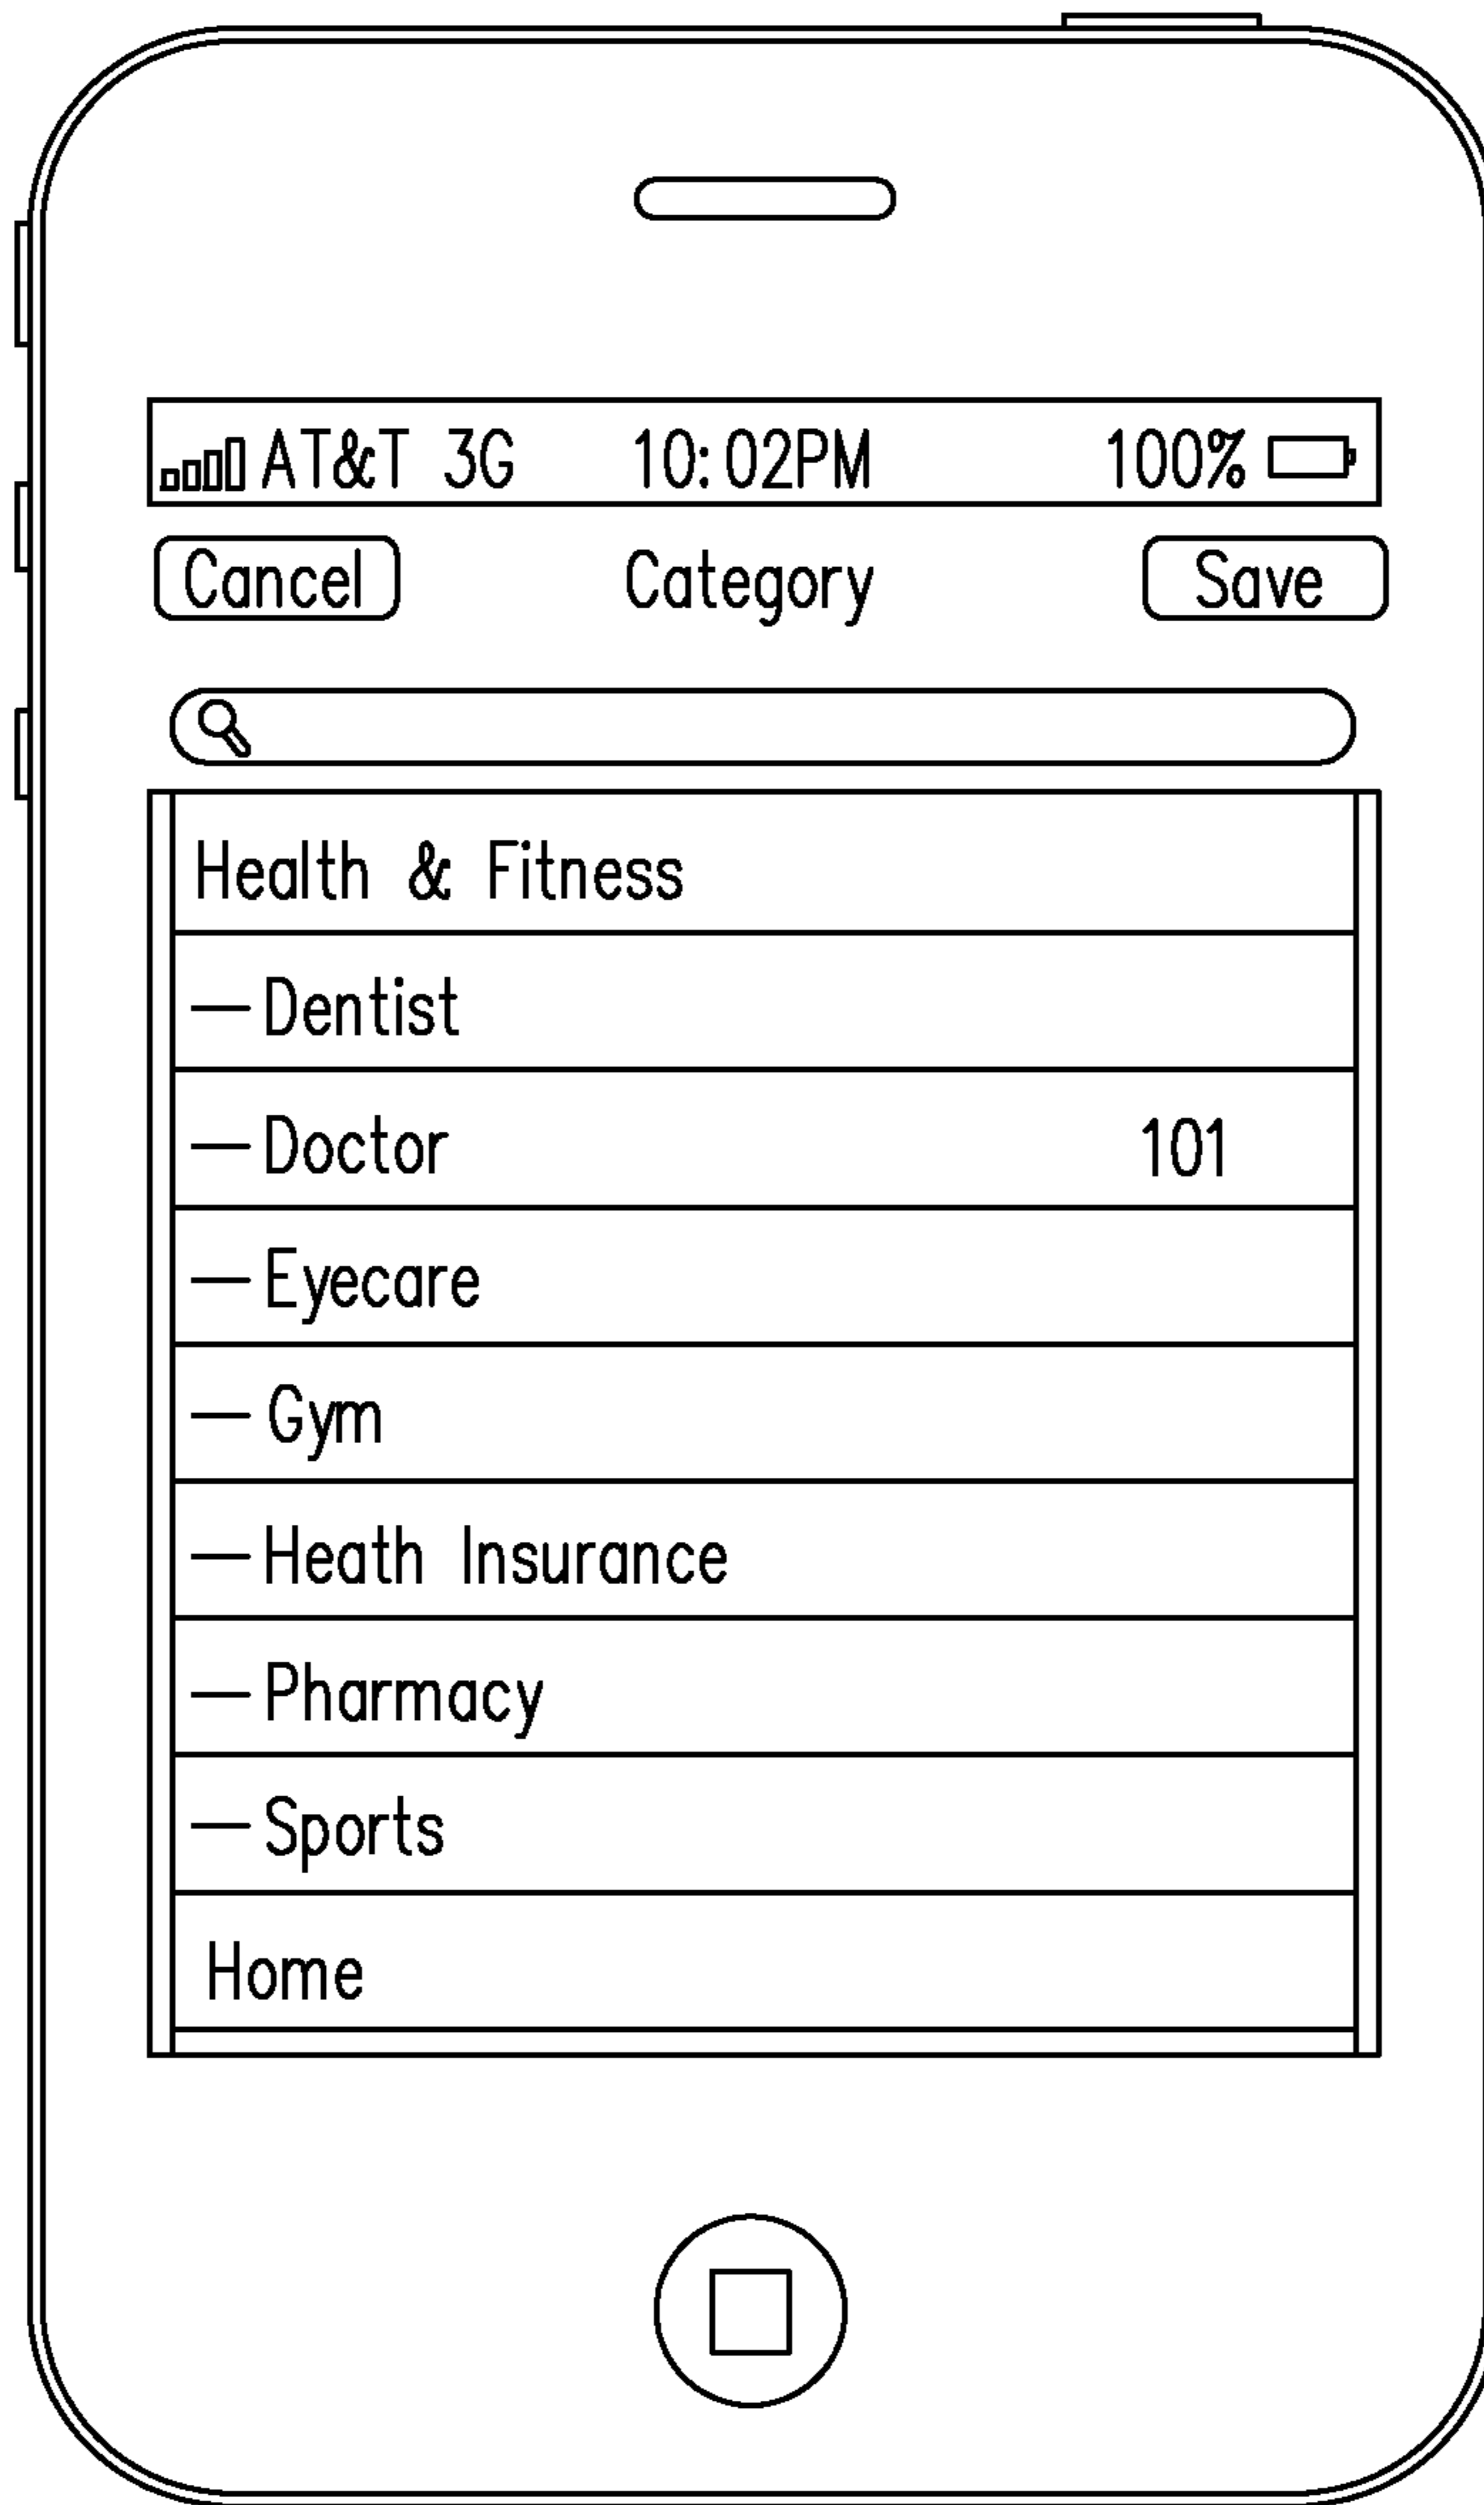 AT&T 3G 10:02PM 100%
Cancel Category Save
Health & Fitness
—Dentist
—Doctor 101
—Eyecare
—Gym
—Heath Insurance
—Pharmacy
—Sports
Home